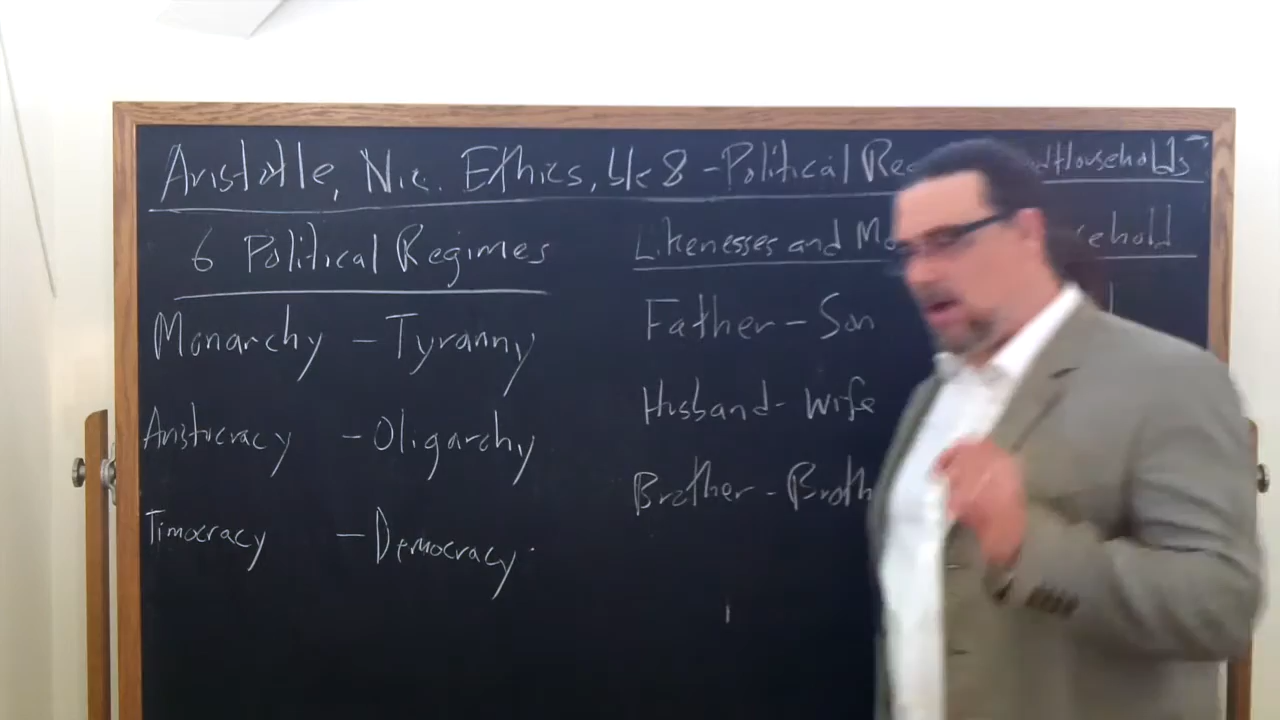 Aristotle, Nic. Ethics, bk 8 - Political Households
6 Political Regimes
Monarchy - Tyranny
Aristocracy - Oligarchy
Timocracy - Democracy
Likenesses and
Father - Son
Husband - Wife
Brother -